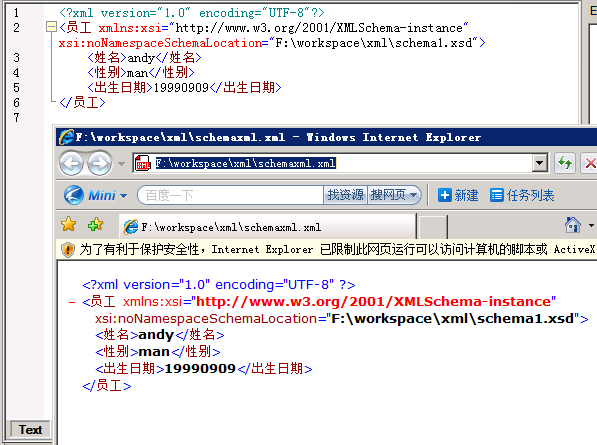 1 <?xml version="1.0" encoding="UTF-8"?>
2 <员工 xmlns:xsi="http://www.w3.org/2001/XMLSchema-instance"
xsi:noNamespaceSchemaLocation="F:\workspace\xml\schema1.xsd">
3 <姓名>andy</姓名>
4 <性别>man</性别>
5 <出生日期>19990909</出生日期>
6 </员工>
7
F:\workspace\xml\schemaxml.xml - Windows Internet Explorer
F:\workspace\xml\schemaxml.xml
Mini 百度一下 找资源 搜网页 新建 任务列表
F:\workspace\xml\schemaxml.xml
为了有利于保护安全性，Internet Explorer 已限制此网页运行可以访问计算机的脚本或 ActiveX
<?xml version="1.0" encoding="UTF-8" ?>
- <员工 xmlns:xsi="http://www.w3.org/2001/XMLSchema-instance"
xsi:noNamespaceSchemaLocation="F:\workspace\xml\schema1.xsd">
<姓名>andy</姓名>
<性别>man</性别>
<出生日期>19990909</出生日期>
</员工>
Text